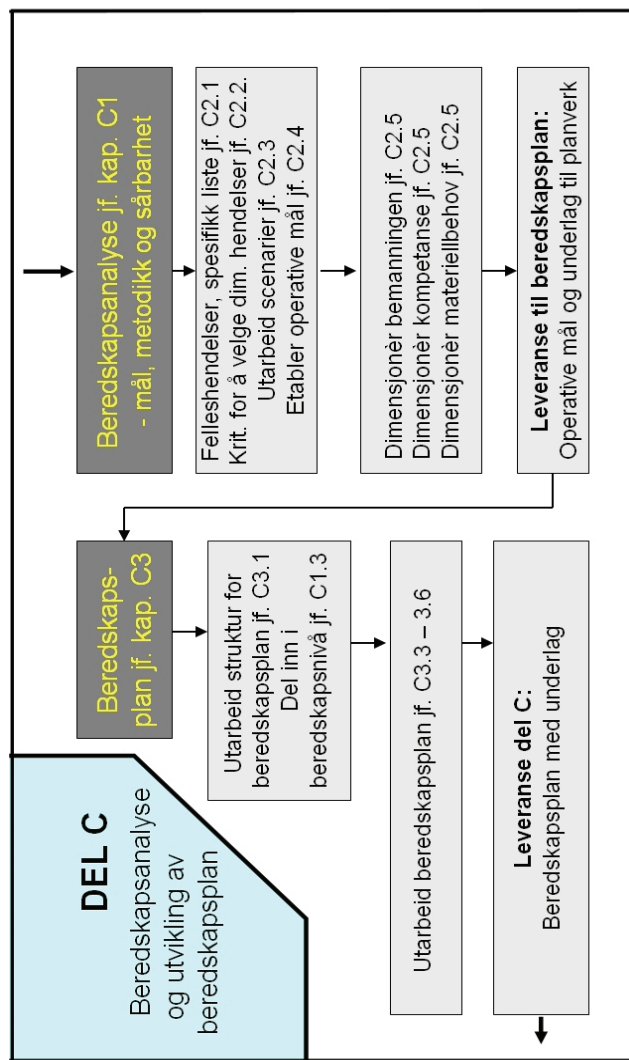 DEL C
Beredskapsanalyse
og utvikling av
beredskapsplan
Beredskapsanalyse jf. kap. C1
- mål, metodikk og sårbarhet
Felleshendelser, spesifikk liste jf. C2.1
Krit. for å velge dim. hendelser jf. C2.2.
Utarbeid scenarier jf. C2.3
Etabler operative mål jf. C2.4
Dimensjonèr bemanningen jf. C2.5
Dimensjonèr kompetanse jf. C2.5
Dimensjonèr materiellbehov jf. C2.5
Leveranse til beredskapsplan:
Operative mål og underlag til planverk
Beredskaps-
plan jf. kap. C3
Utarbeid struktur for
beredskapsplan jf. C3.1
Del inn i
beredskapsnivå jf. C1.3
Utarbeid beredskapsplan jf. C3.3 – 3.6
Leveranse del C:
Beredskapsplan med underlag